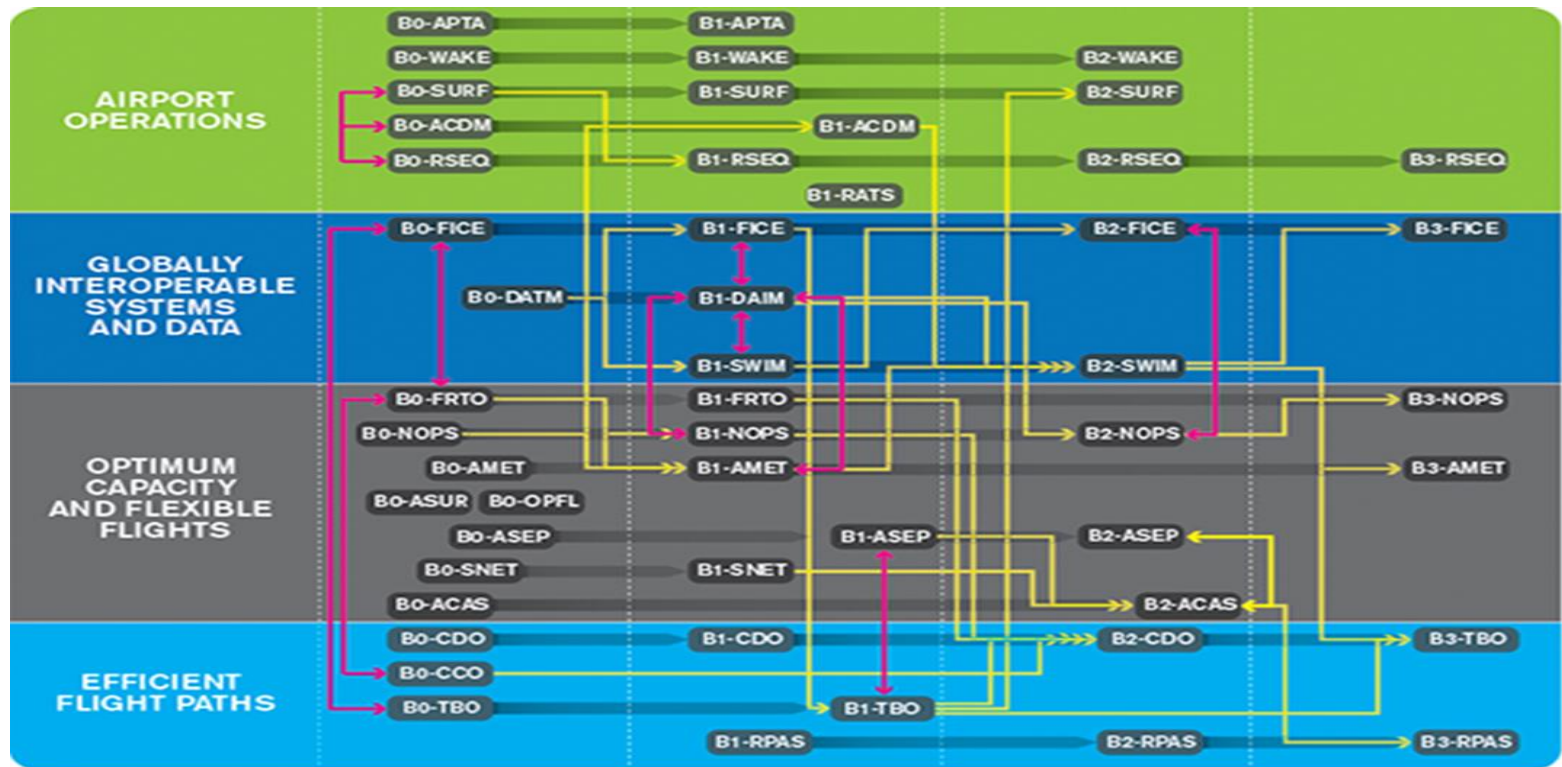 AIRPORT
OPERATIONS
B0-APTA B1-APTA
B0-WAKE B1-WAKE B2-WAKE
B0-SURF B1-SURF B2-SURF
B0-ACDM B1-ACDM
B0-RSEQ B1-RSEQ B2-RSEQ B3-RSEQ
B1-RATS
GLOBALLY
INTEROPERABLE
SYSTEMS
AND DATA
B0-FICE B1-FICE B2-FICE B3-FICE
B0-DATM B1-DAIM
B1-SWIM B2-SWIM
OPTIMUM
CAPACITY
AND FLEXIBLE
FLIGHTS
B0-FRTO B1-FRTO B3-NOPS
B0-NOPS B1-NOPS B2-NOPS
B0-AMET B1-AMET B3-AMET
B0-ASUR B0-OPFL
B0-ASEP B1-ASEP B2-ASEP
B0-SNET B1-SNET
B0-ACAS B2-ACAS
EFFICIENT
FLIGHT PATHS
B0-CDO B1-CDO B2-CDO B3-TBO
B0-CCO
B0-TBO B1-TBO
B1-RPAS B2-RPAS B3-RPAS